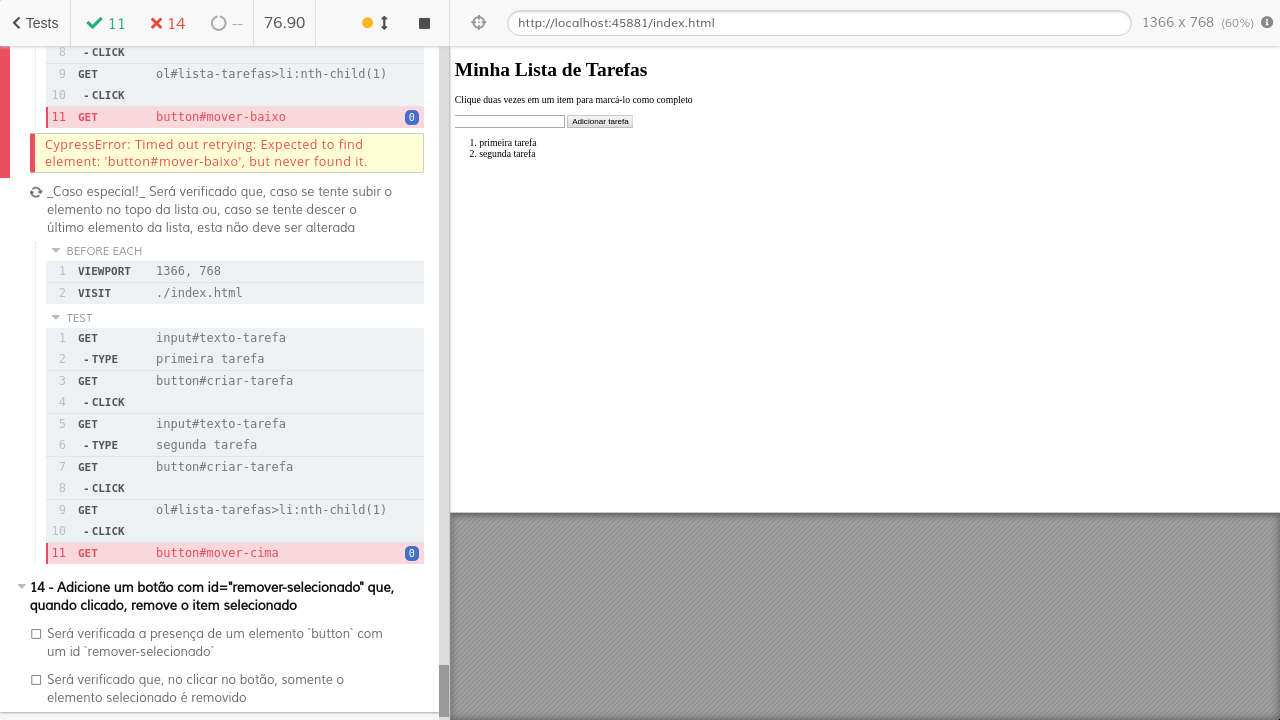 Tests 11 14 -- 76.90
8 -CLICK
9 GET ol#lista-tarefas>li:nth-child(1)
10 -CLICK
11 GET button#mover-baixo 0
CypressError: Timed out retrying: Expected to find
element: 'button#mover-baixo', but never found it.
_Caso especial!_ Será verificado que, caso se tente subir o
elemento no topo da lista ou, caso se tente descer o
último elemento da lista, esta não deve ser alterada
BEFORE EACH
1 VIEWPORT 1366, 768
2 VISIT ./index.html
TEST
1 GET input#texto-tarefa
2 -TYPE primeira tarefa
3 GET button#criar-tarefa
4 -CLICK
5 GET input#texto-tarefa
6 -TYPE segunda tarefa
7 GET button#criar-tarefa
8 -CLICK
9 GET ol#lista-tarefas>li:nth-child(1)
10 -CLICK
11 GET button#mover-cima 0
14 - Adicione um botão com id="remover-selecionado" que,
quando clicado, remove o item selecionado
Será verificada a presença de um elemento `button` com
um id `remover-selecionado`
Será verificado que, no clicar no botão, somente o
elemento selecionado é removido
http://localhost:45881/index.html 1366 x 768 (60%)
Minha Lista de Tarefas
Clique duas vezes em um item para marcá-lo como completo
Adicionar tarefa
1. primeira tarefa
2. segunda tarefa